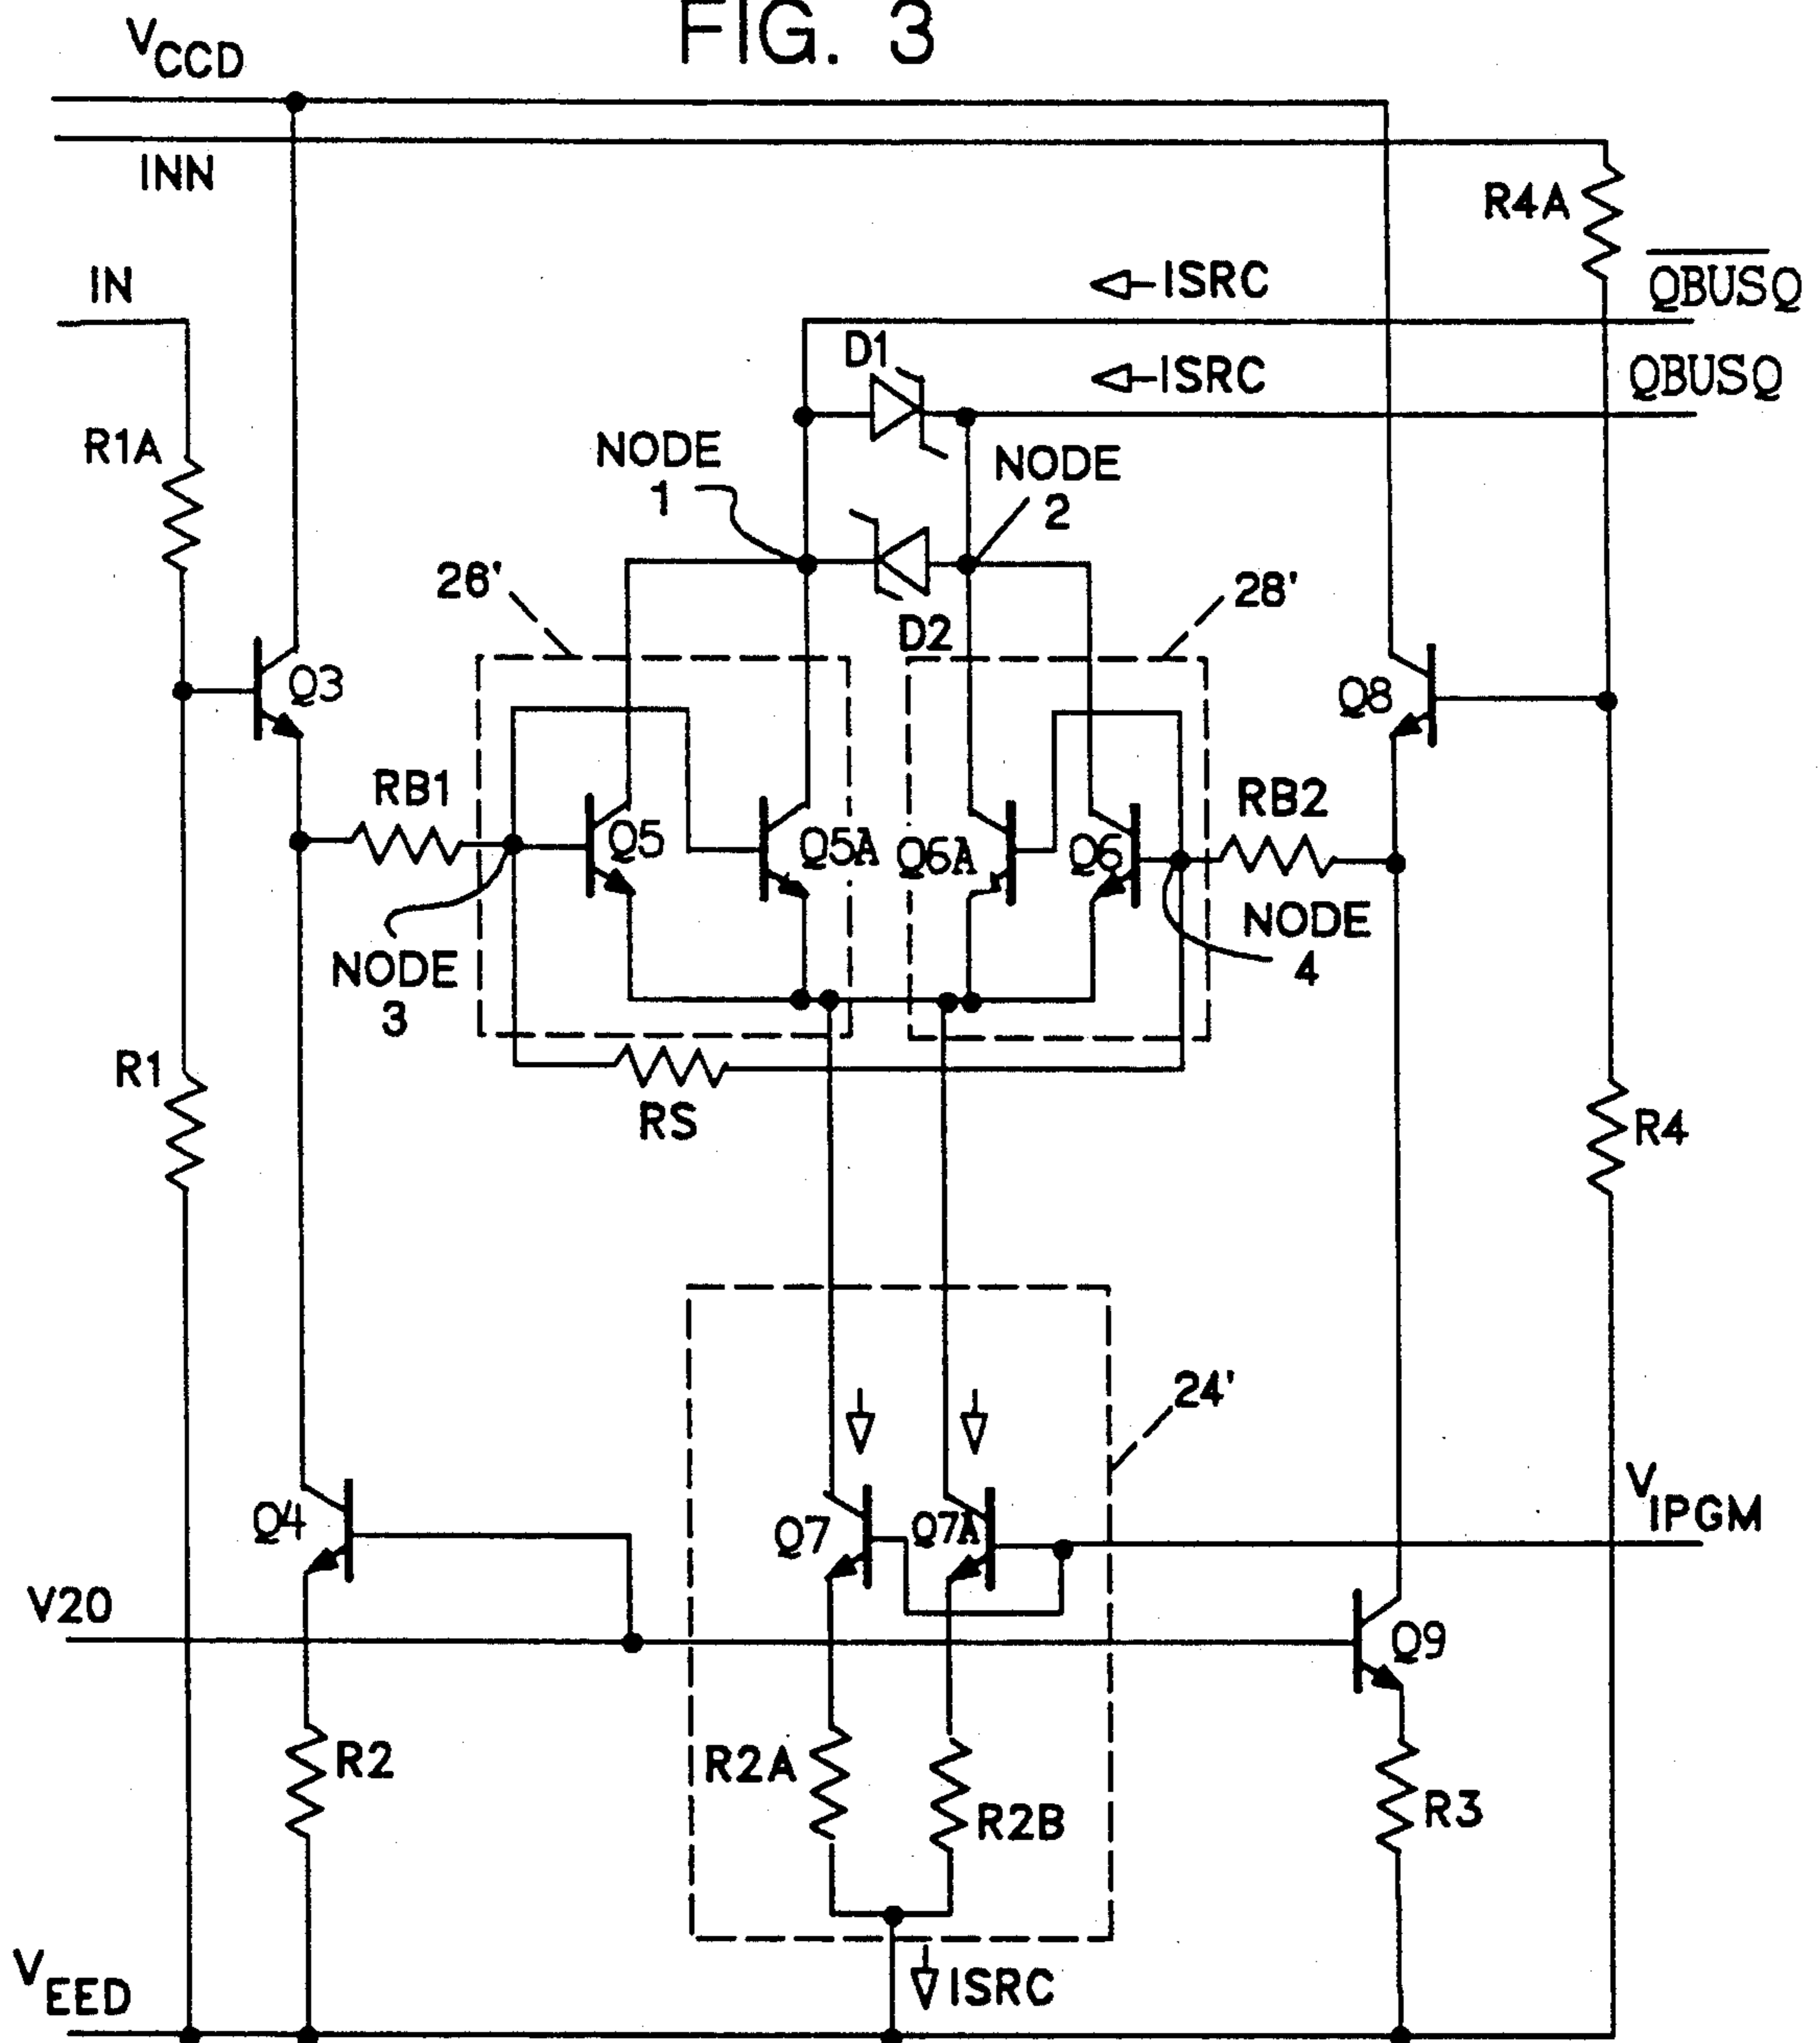 FIG. 3
VCCD
INN
R4A
IN
ISRC
QBUSQ
D1
ISRC
QBUSQ
R1A
NODE
1
NODE
2
26'
28'
D2
Q3
Q8
RB1
RB2
Q5
Q5A
Q6A
Q6
NODE
3
NODE
4
R1
RS
R4
24'
VIPGM
Q4
Q7
Q7A
V20
Q9
R2
R2A
R2B
R3
VEED
ISRC